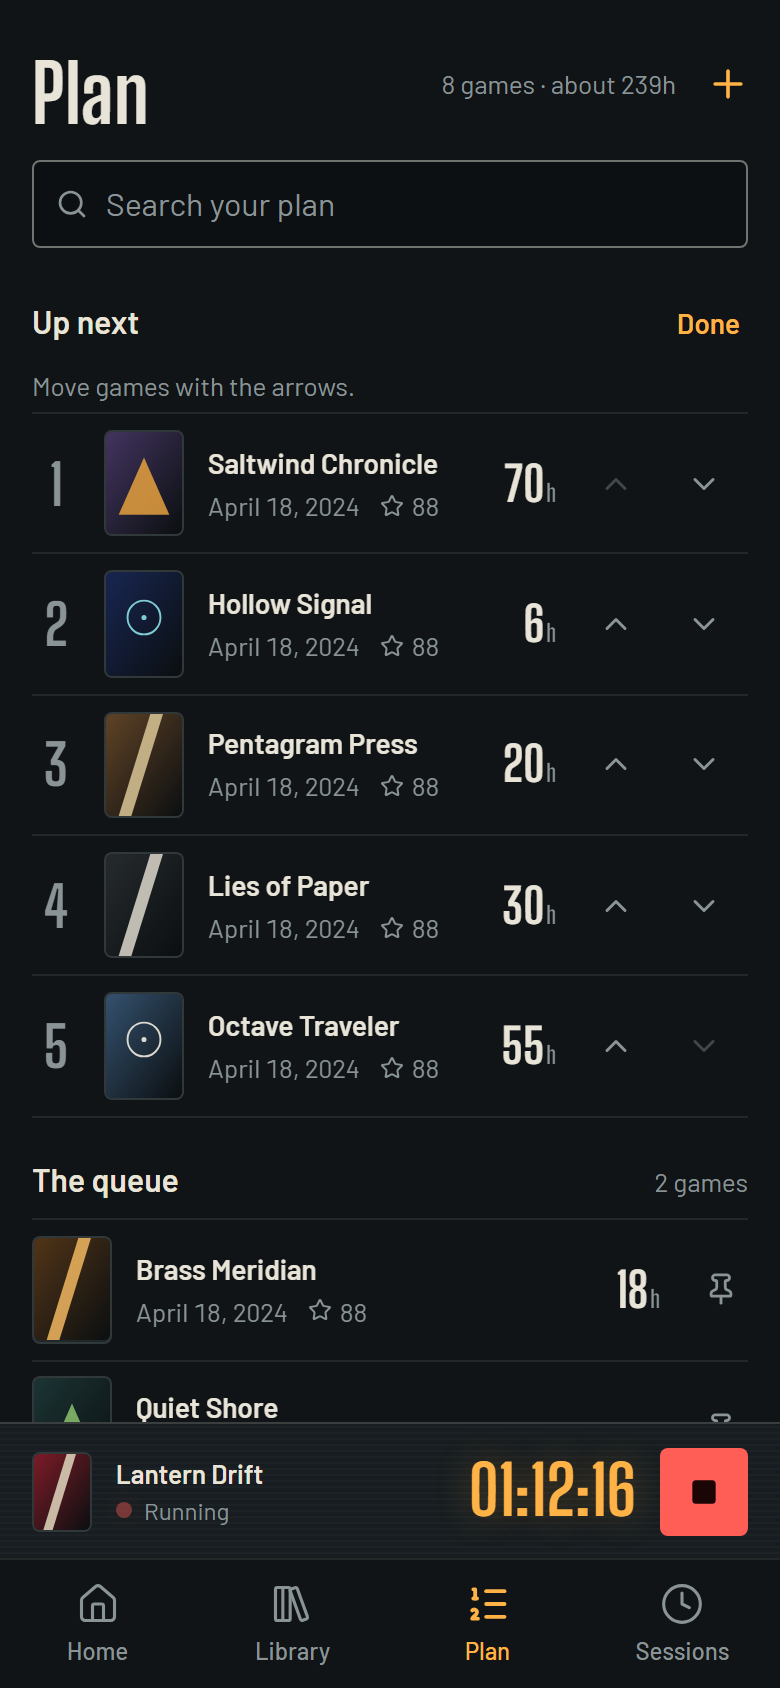 Plan
8 games · about 239h
Search your plan
Up next
Done
Move games with the arrows.
1
Saltwind Chronicle
April 18, 2024 88
70h
2
Hollow Signal
April 18, 2024 88
6h
3
Pentagram Press
April 18, 2024 88
20h
4
Lies of Paper
April 18, 2024 88
30h
5
Octave Traveler
April 18, 2024 88
55h
The queue
2 games
Brass Meridian
April 18, 2024 88
18h
Quiet Shore
Lantern Drift
Running
01:12:16
Home
Library
Plan
Sessions